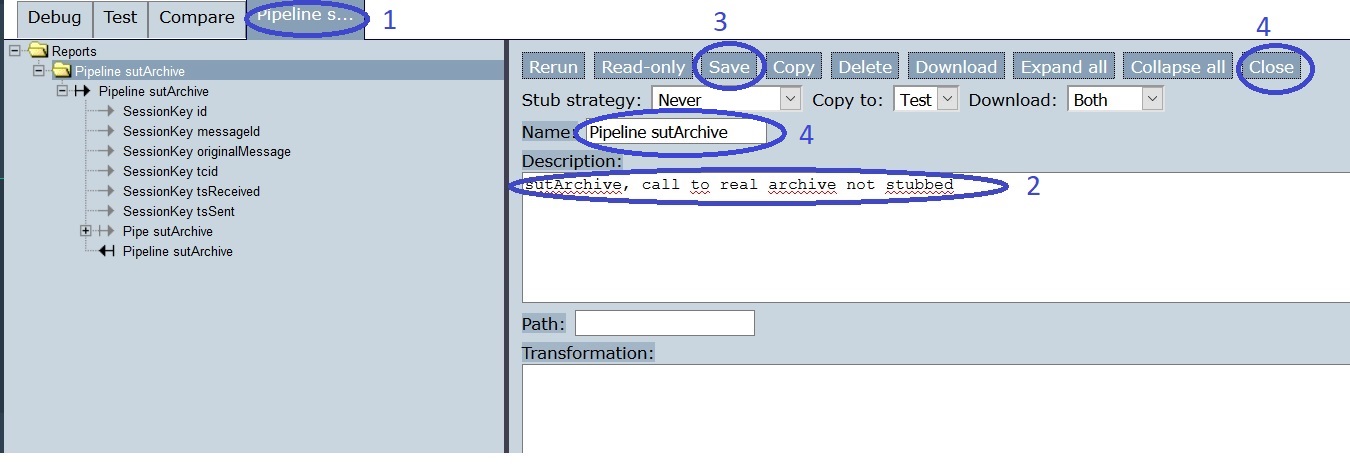 Debug Test Compare Pipeline s... 1
3 4
Reports
Pipeline sutArchive
Pipeline sutArchive
SessionKey id
SessionKey messageId
SessionKey originalMessage
SessionKey tcid
SessionKey tsReceived
SessionKey tsSent
Pipe sutArchive
Pipeline sutArchive
Rerun Read-only Save Copy Delete Download Expand all Collapse all Close
Stub strategy: Never Copy to: Test Download: Both
Name: Pipeline sutArchive 4
Description:
sutArchive, call to real archive not stubbed 2
Path:
Transformation: